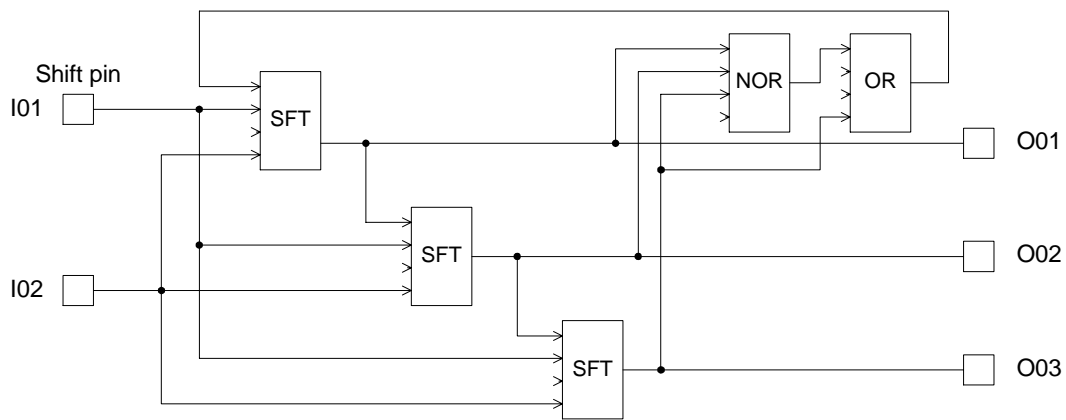 Shift pin
I01
SFT
NOR
OR
O01
SFT
O02
I02
SFT
O03